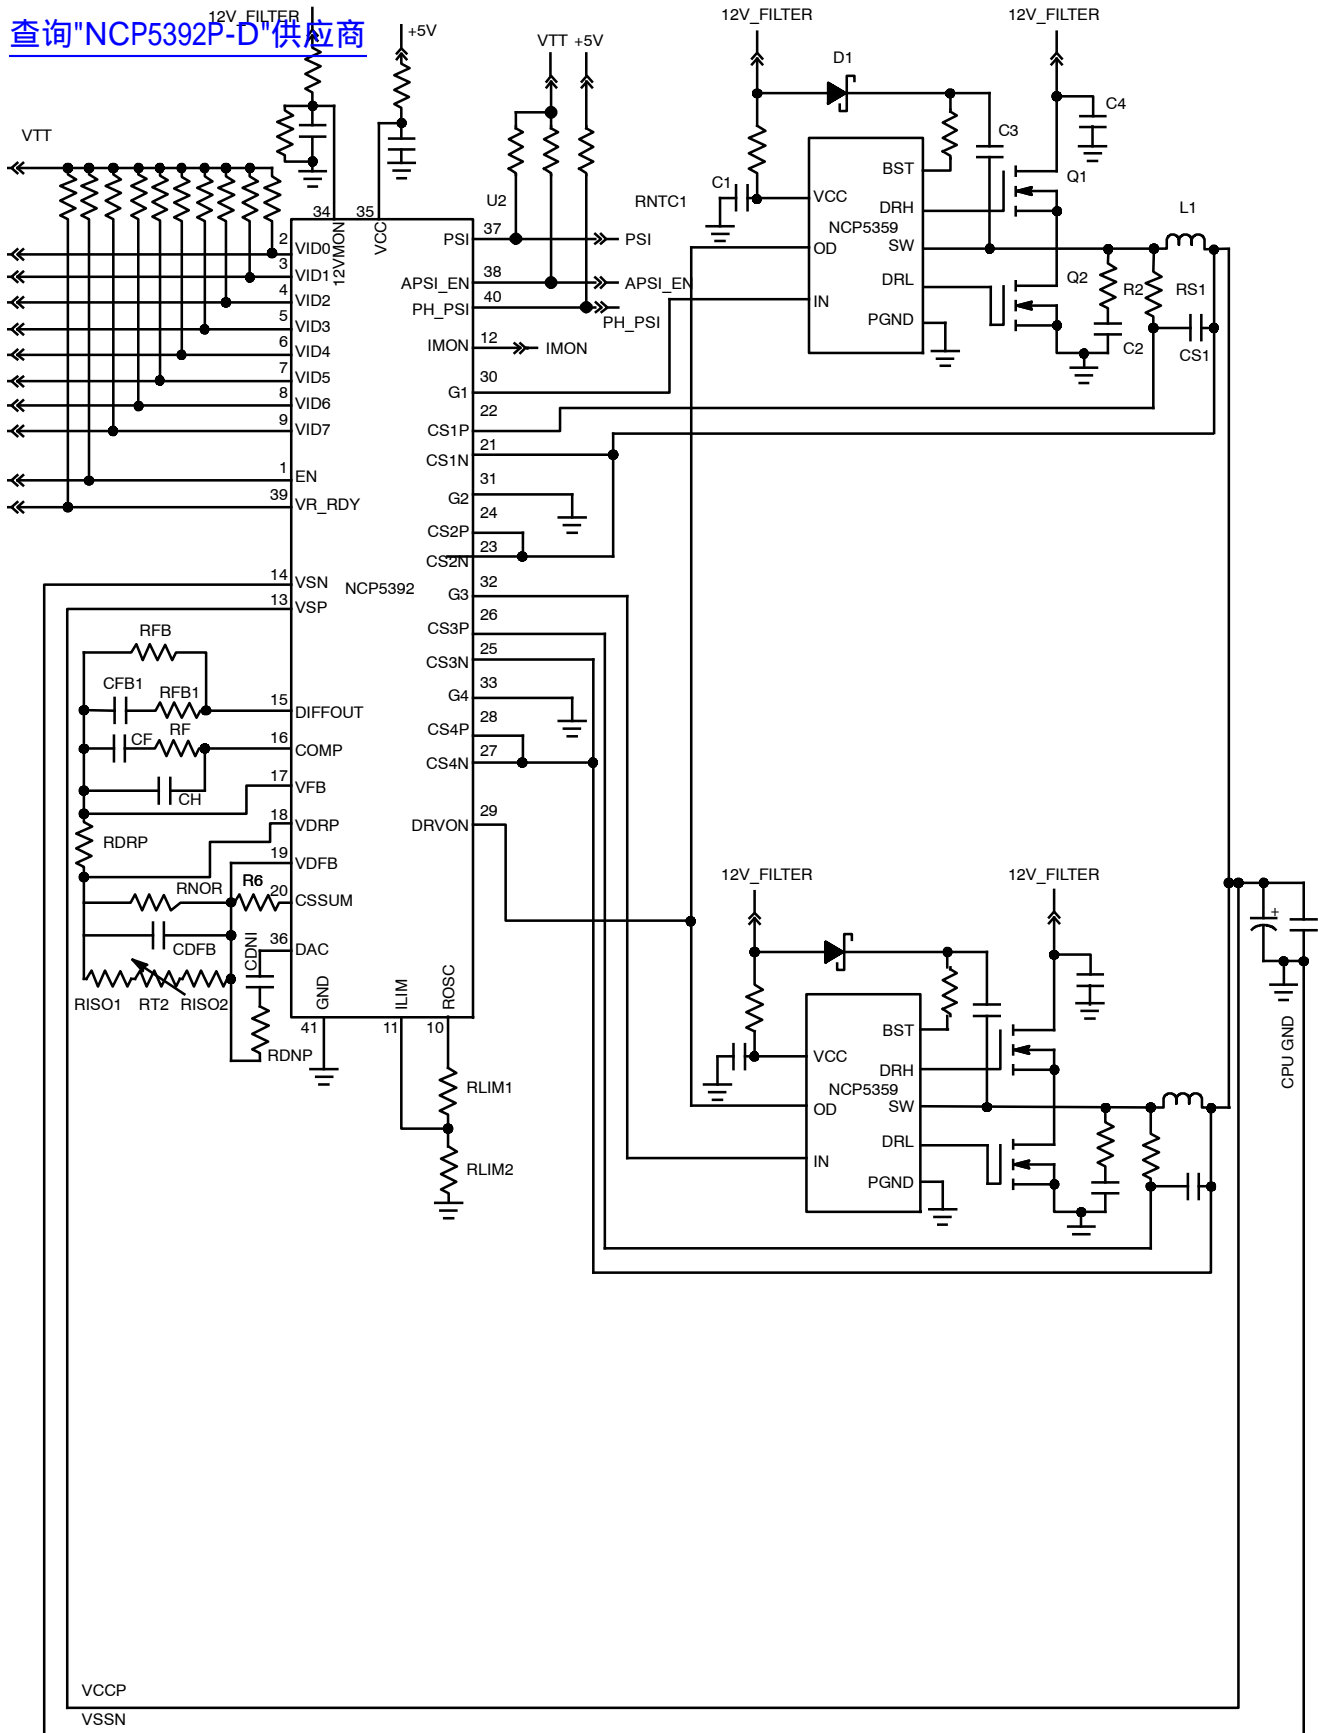 查询"NCP5392P-D"供应商
12V_FILTER
+5V
VTT +5V
12V_FILTER
12V_FILTER
VTT
D1
C4
C3
U2
RNTC1
C1
BST
VCC
DRH
NCP5359
OD
SW
DRL
IN
PGND
Q1
L1
Q2
R2
RS1
C2
CS1
34
12VMON
35
VCC
2
VID0
3
VID1
4
VID2
5
VID3
6
VID4
7
VID5
8
VID6
9
VID7
1
EN
39
VR_RDY
14
VSN
13
VSP
NCP5392
37
PSI
PSI
38
APSI_EN
APSI_EN
40
PH_PSI
PH_PSI
12
IMON
IMON
30
G1
22
CS1P
21
CS1N
31
G2
24
CS2P
23
CS2N
32
G3
26
CS3P
25
CS3N
33
G4
28
CS4P
27
CS4N
29
DRVON
RFB
CFB1
RFB1
15
DIFFOUT
CF
RF
16
COMP
CH
17
VFB
18
VDRP
RDRP
19
VDFB
RNOR
R6
20
CSSUM
CDFB
CDNI
36
DAC
RISO1
RT2
RISO2
RDNP
GND
41
ILIM
11
ROSC
10
RLIM1
RLIM2
12V_FILTER
12V_FILTER
BST
VCC
DRH
NCP5359
OD
SW
DRL
IN
PGND
+
CPU GND
VCCP
VSSN